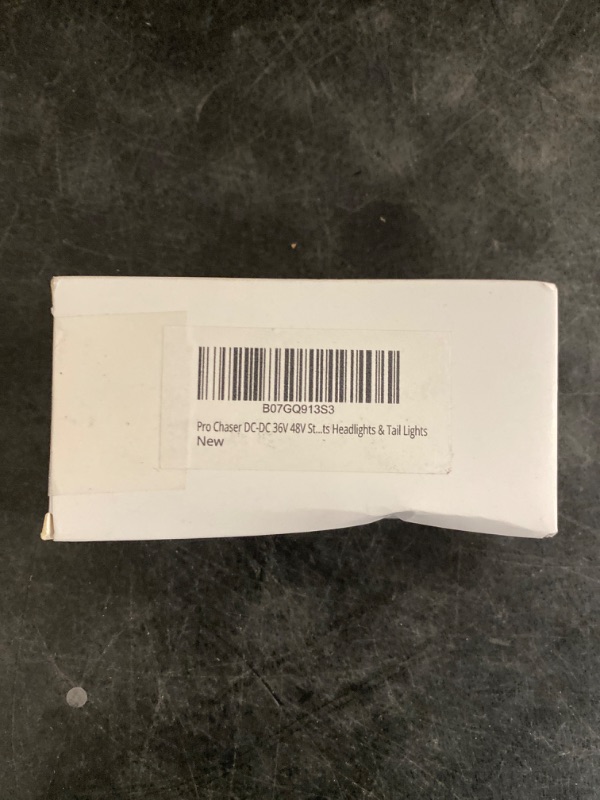 B07GQ913S3
Pro Chaser DC-DC 36V 48V St...ts Headlights & Tail Lights
New